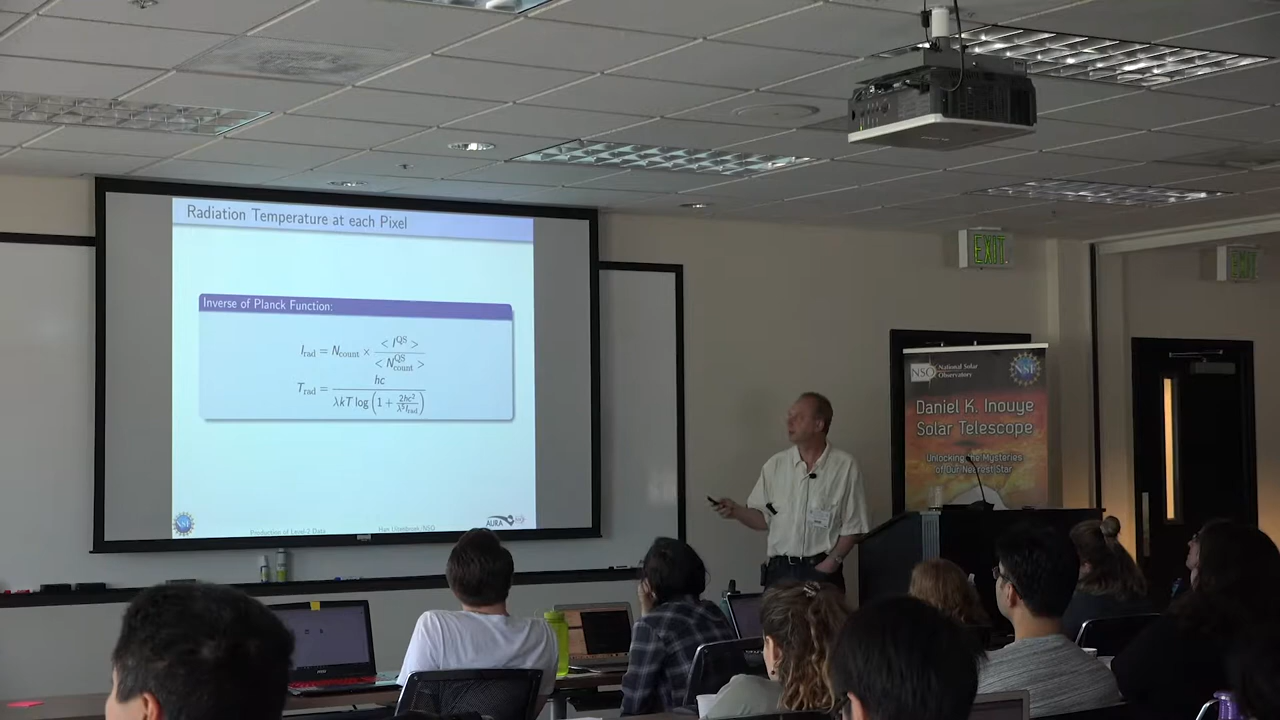 Radiation Temperature at each Pixel
Inverse of Planck Function:
I_rad = N_count × < I^QS > / < N^QS_count >
T_rad = hc / λkT log ( 1 + 2hc² / λ⁵I_rad )
Production of Level-2 Data
Han Uitenbroek/NSO
AURA
EXIT
EXIT
NSO National Solar Observatory
NSF
Daniel K. Inouye
Solar Telescope
Unlocking the Mysteries
of Our Nearest Star